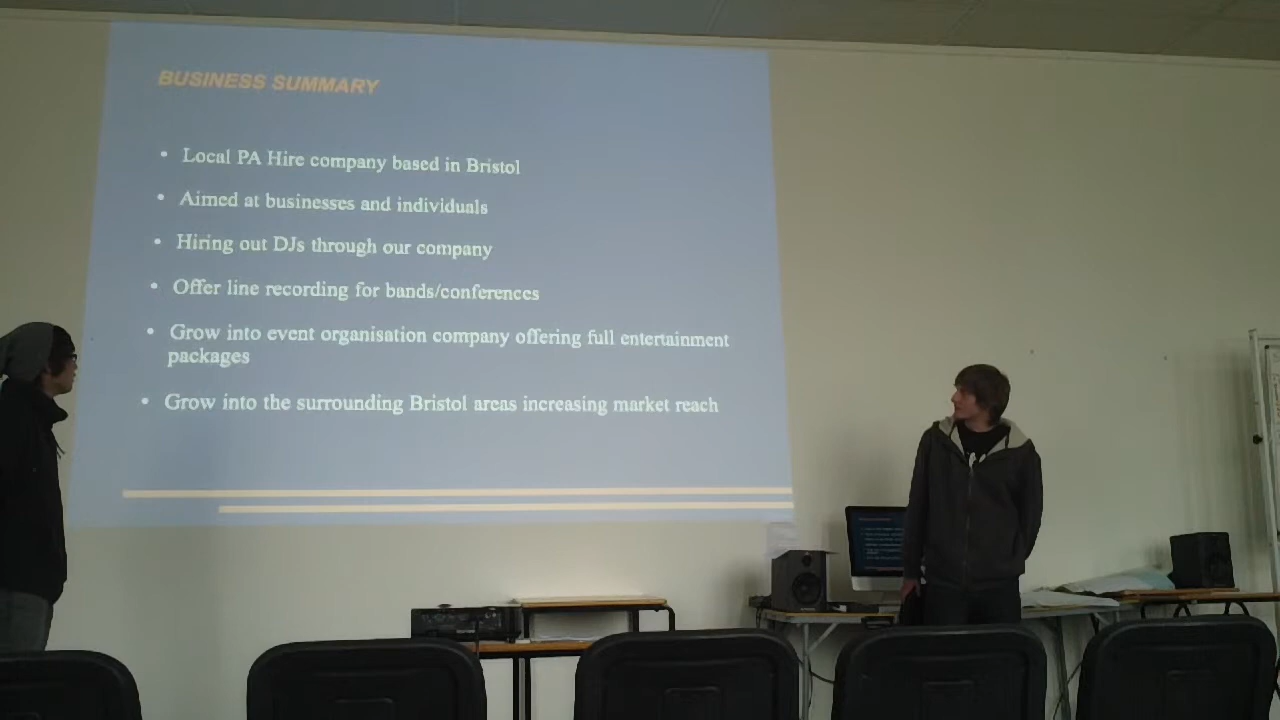 BUSINESS SUMMARY
• Local PA Hire company based in Bristol
• Aimed at businesses and individuals
• Hiring out DJs through our company
• Offer line recording for bands/conferences
• Grow into event organisation company offering full entertainment
packages
• Grow into the surrounding Bristol areas increasing market reach